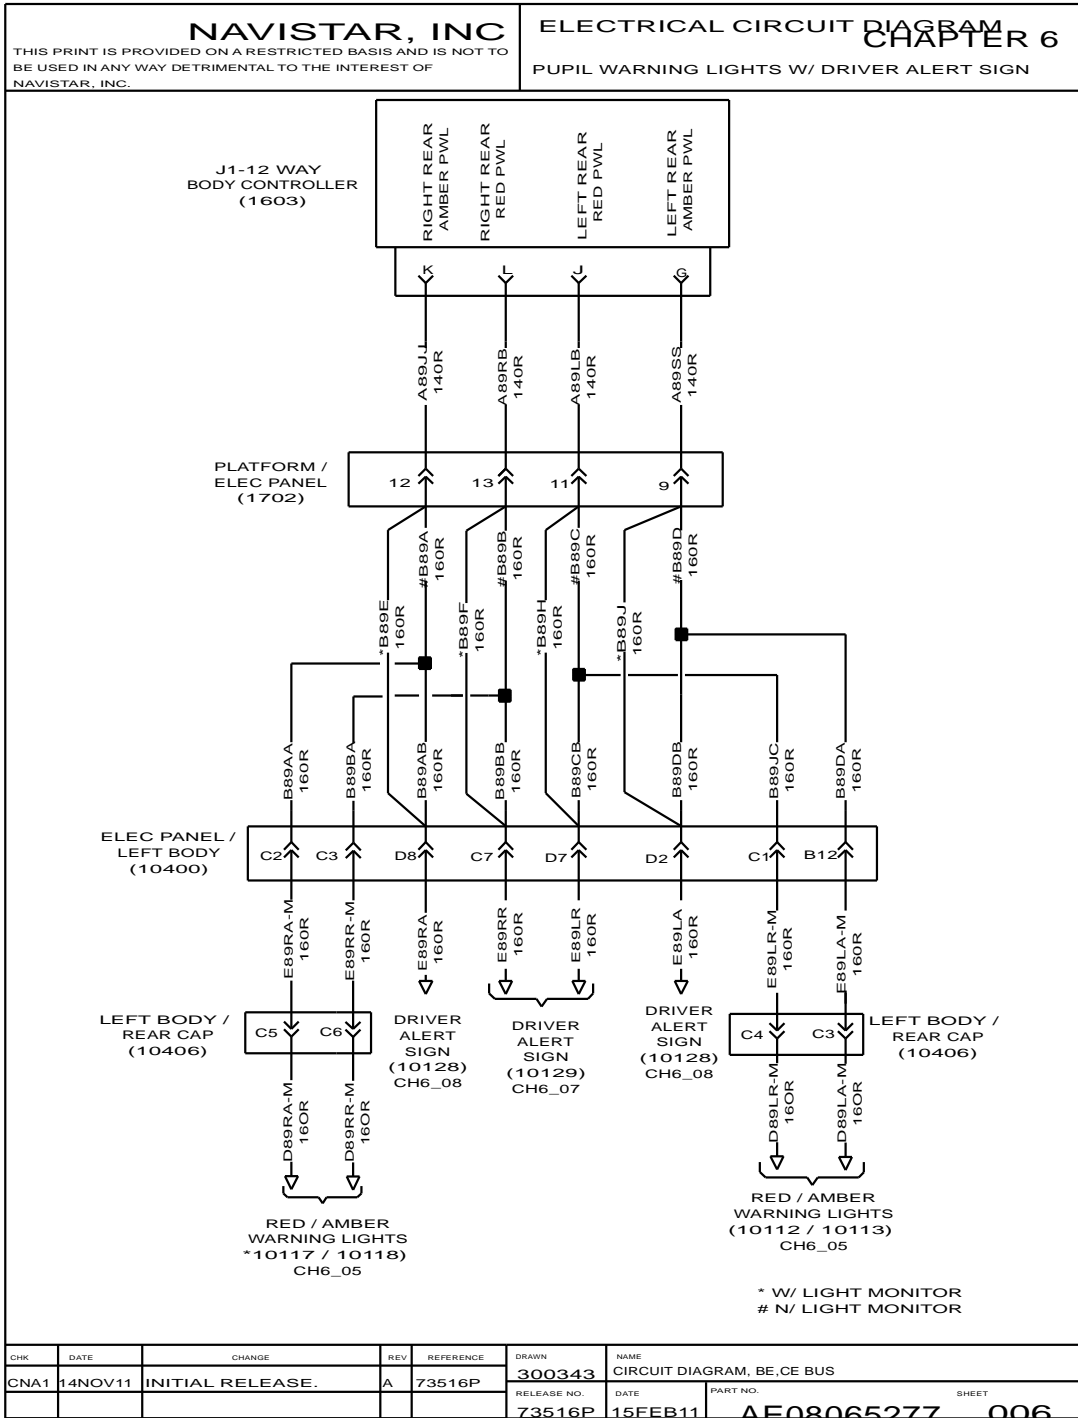 NAVISTAR, INC
THIS PRINT IS PROVIDED ON A RESTRICTED BASIS AND IS NOT TO
BE USED IN ANY WAY DETRIMENTAL TO THE INTEREST OF
NAVISTAR, INC.
ELECTRICAL CIRCUIT DIAGRAM
CHAPTER 6
PUPIL WARNING LIGHTS W/ DRIVER ALERT SIGN
J1-12 WAY
BODY CONTROLLER
(1603)
RIGHT REAR
AMBER PWL
RIGHT REAR
RED PWL
LEFT REAR
RED PWL
LEFT REAR
AMBER PWL
K
L
J
G
A89JJ
140R
A89RB
140R
A89LB
140R
A89SS
140R
PLATFORM /
ELEC PANEL
(1702)
12
13
11
9
#B89A
160R
#B89B
160R
#B89C
160R
#B89D
160R
*B89E
160R
*B89F
160R
*B89H
160R
*B89J
160R
B89AA
160R
B89BA
160R
B89AB
160R
B89BB
160R
B89CB
160R
B89DB
160R
B89JC
160R
B89DA
160R
ELEC PANEL /
LEFT BODY
(10400)
C2
C3
D8
C7
D7
D2
C1
B12
E89RA-M
160R
E89RR-M
160R
E89RA
160R
E89RR
160R
E89LR
160R
E89LA
160R
E89LR-M
160R
E89LA-M
160R
LEFT BODY /
REAR CAP
(10406)
C5
C6
DRIVER
ALERT
SIGN
(10128)
CH6_08
DRIVER
ALERT
SIGN
(10129)
CH6_07
DRIVER
ALERT
SIGN
(10128)
CH6_08
C4
C3
LEFT BODY /
REAR CAP
(10406)
D89RA-M
16OR
D89RR-M
16OR
D89LR-M
16OR
D89LA-M
16OR
RED / AMBER
WARNING LIGHTS
*10117 / 10118)
CH6_05
RED / AMBER
WARNING LIGHTS
(10112 / 10113)
CH6_05
* W/ LIGHT MONITOR
# N/ LIGHT MONITOR
CHK DATE CHANGE REV REFERENCE
CNA1 14NOV11 INITIAL RELEASE. A 73516P
DRAWN
300343
NAME
CIRCUIT DIAGRAM, BE,CE BUS
RELEASE NO.
73516P
DATE
15FEB11
PART NO.
AE08065277
SHEET
006